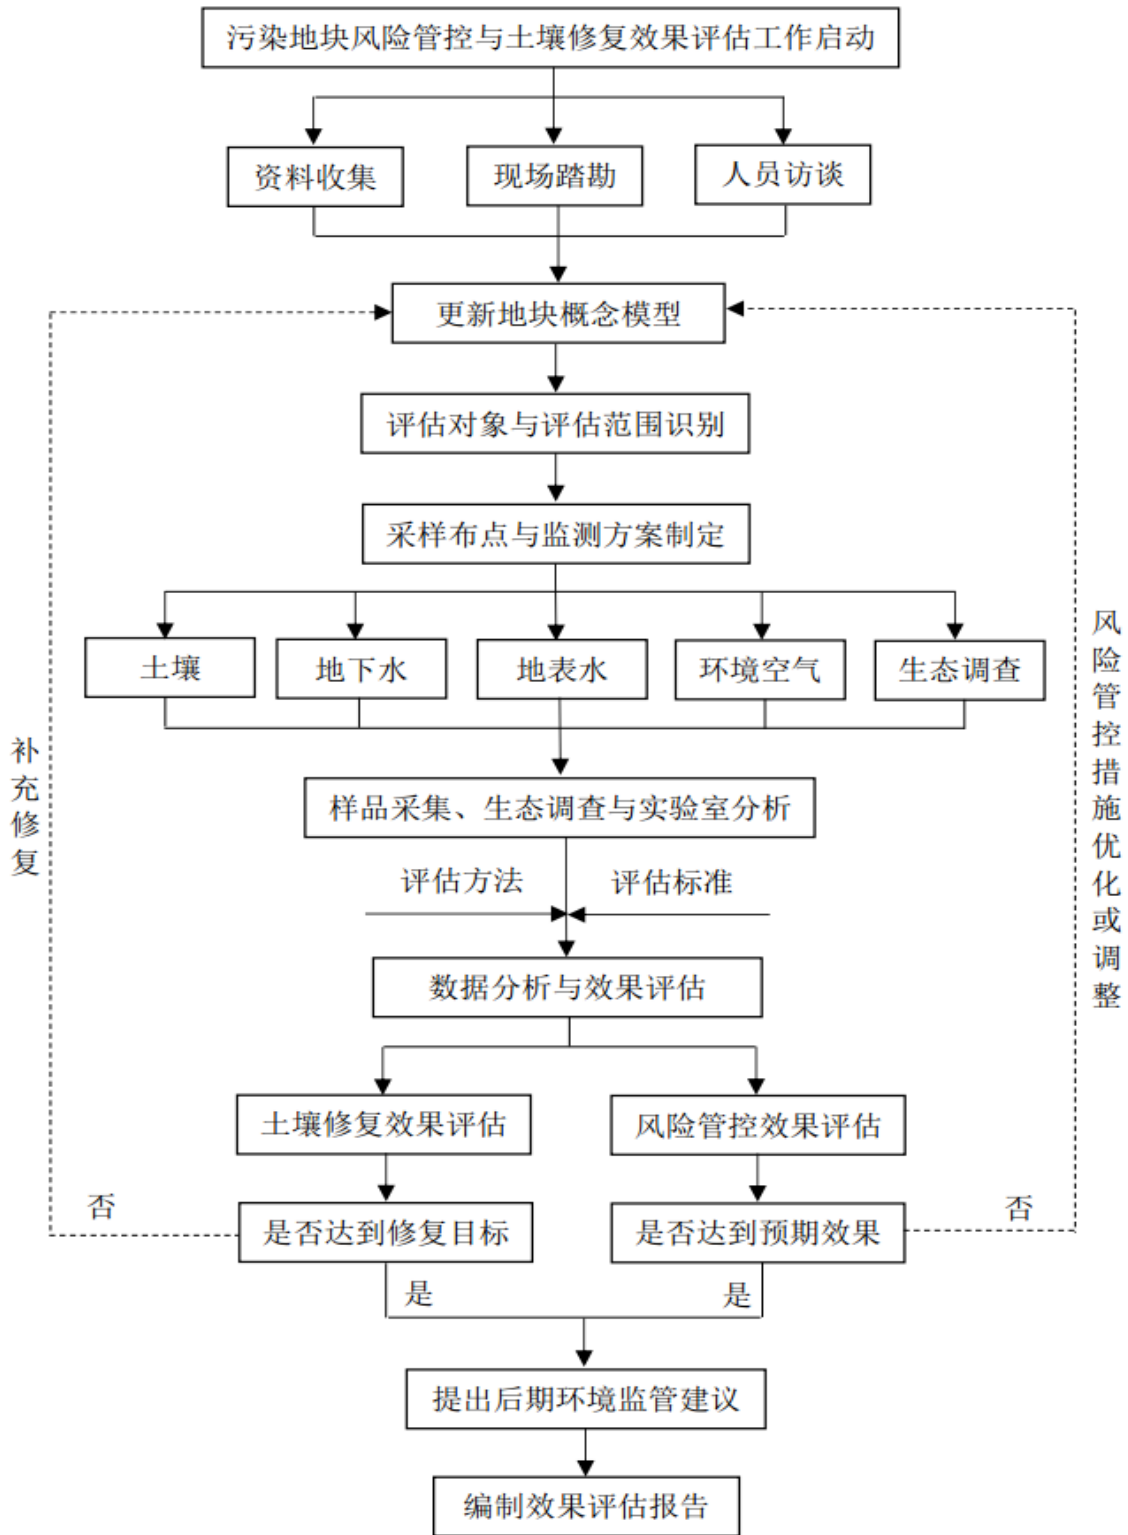 污染地块风险管控与土壤修复效果评估工作启动
资料收集
现场踏勘
人员访谈
更新地块概念模型
评估对象与评估范围识别
采样布点与监测方案制定
土壤
地下水
地表水
环境空气
生态调查
样品采集、生态调查与实验室分析
评估方法
评估标准
数据分析与效果评估
土壤修复效果评估
风险管控效果评估
是否达到修复目标
是否达到预期效果
否
否
是
是
补充修复
风险管控措施优化或调整
提出后期环境监管建议
编制效果评估报告